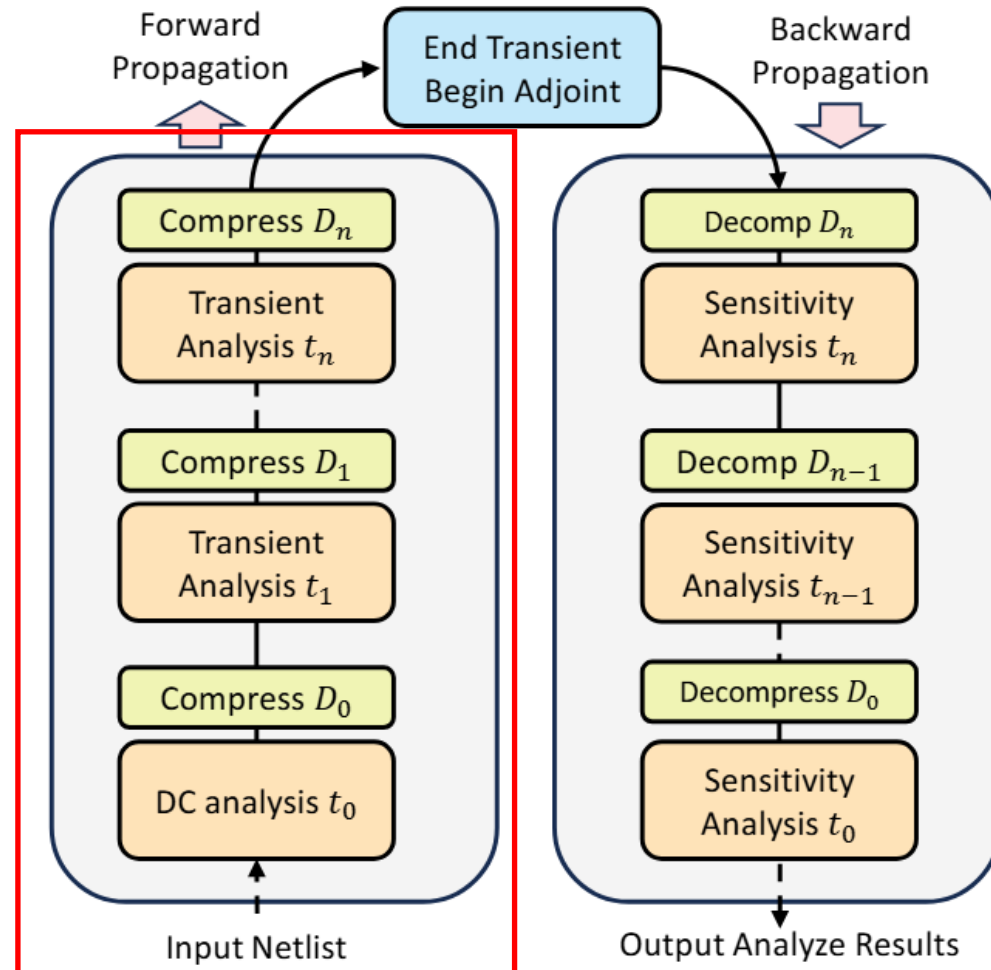 Forward
Propagation
End Transient
Begin Adjoint
Backward
Propagation
Compress Dₙ
Transient
Analysis tₙ
Compress D₁
Transient
Analysis t₁
Compress D₀
DC analysis t₀
Input Netlist
Decomp Dₙ
Sensitivity
Analysis tₙ
Decomp Dₙ₋₁
Sensitivity
Analysis tₙ₋₁
Decompress D₀
Sensitivity
Analysis t₀
Output Analyze Results